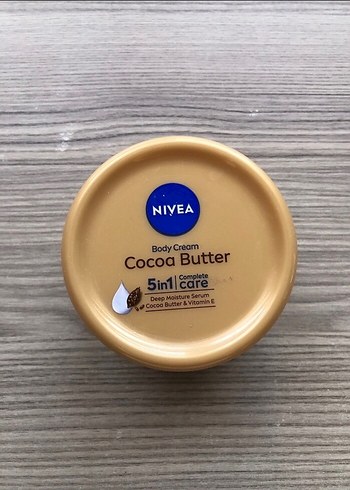 NIVEA
Body Cream
Cocoa Butter
5in1 Complete care
Deep Moisture Serum
Cocoa Butter & Vitamin E